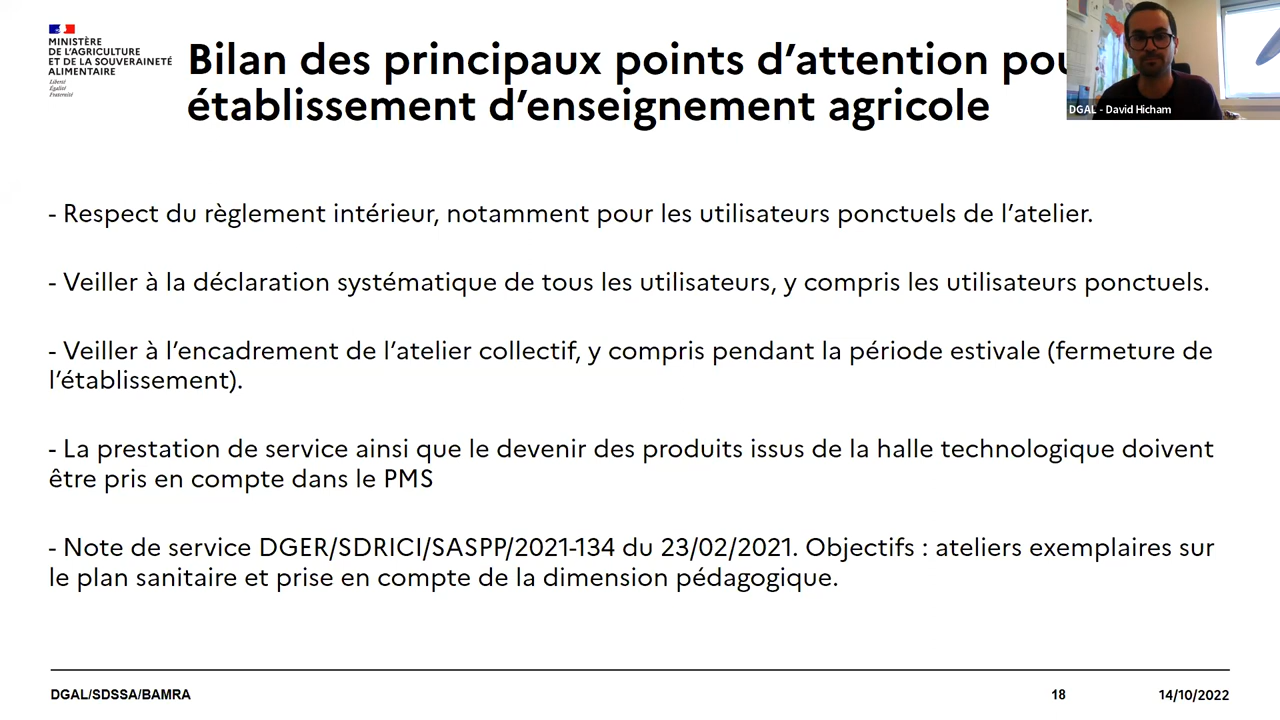 MINISTÈRE
DE L'AGRICULTURE
ET DE LA SOUVERAINETÉ
ALIMENTAIRE
Liberté
Égalité
Fraternité
Bilan des principaux points d'attention
établissement d'enseignement agricole
DGAL - David Hicham
- Respect du règlement intérieur, notamment pour les utilisateurs ponctuels de l'atelier.
- Veiller à la déclaration systématique de tous les utilisateurs, y compris les utilisateurs ponctuels.
- Veiller à l'encadrement de l'atelier collectif, y compris pendant la période estivale (fermeture de
l'établissement).
- La prestation de service ainsi que le devenir des produits issus de la halle technologique doivent
être pris en compte dans le PMS
- Note de service DGER/SDRICI/SASPP/2021-134 du 23/02/2021. Objectifs : ateliers exemplaires sur
le plan sanitaire et prise en compte de la dimension pédagogique.
DGAL/SDSSA/BAMRA
18
14/10/2022